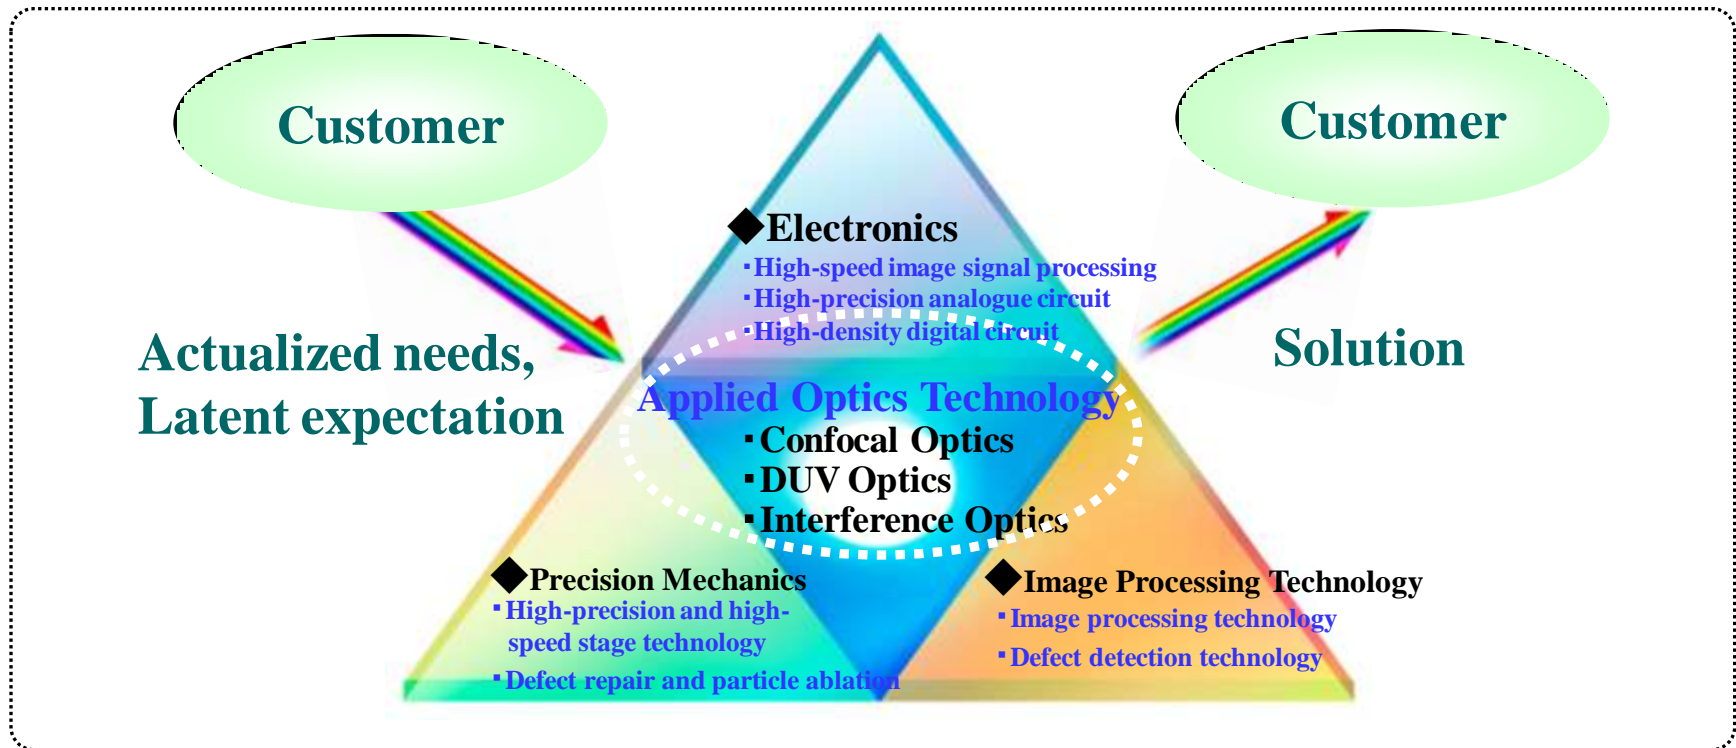 Customer
Customer
◆Electronics
▪High-speed image signal processing
▪High-precision analogue circuit
▪High-density digital circuit
Actualized needs,
Latent expectation
Solution
Applied Optics Technology
▪Confocal Optics
▪DUV Optics
▪Interference Optics
◆Precision Mechanics
▪High-precision and high-
speed stage technology
▪Defect repair and particle ablation
◆Image Processing Technology
▪Image processing technology
▪Defect detection technology